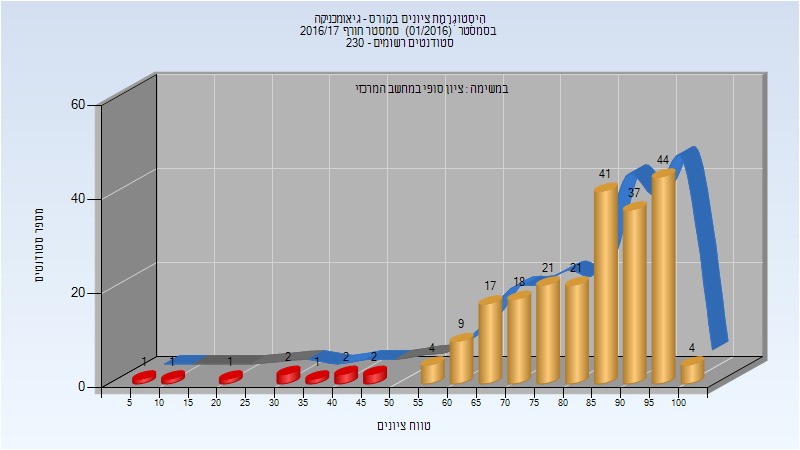 היסטוגרמת ציונים בקורס - גיאומכניקה
בסמסטר (01/2016) סמסטר חורף 2016/17
סטודנטים רשומים - 230
במשימה : ציון סופי במחשב המרכזי
מספר סטודנטים
60
40
20
0
1 1 1 2 1 2 2 4 9 17 18 21 21 41 37 44 4
5 10 15 20 25 30 35 40 45 50 55 60 65 70 75 80 85 90 95 100
טווח ציונים